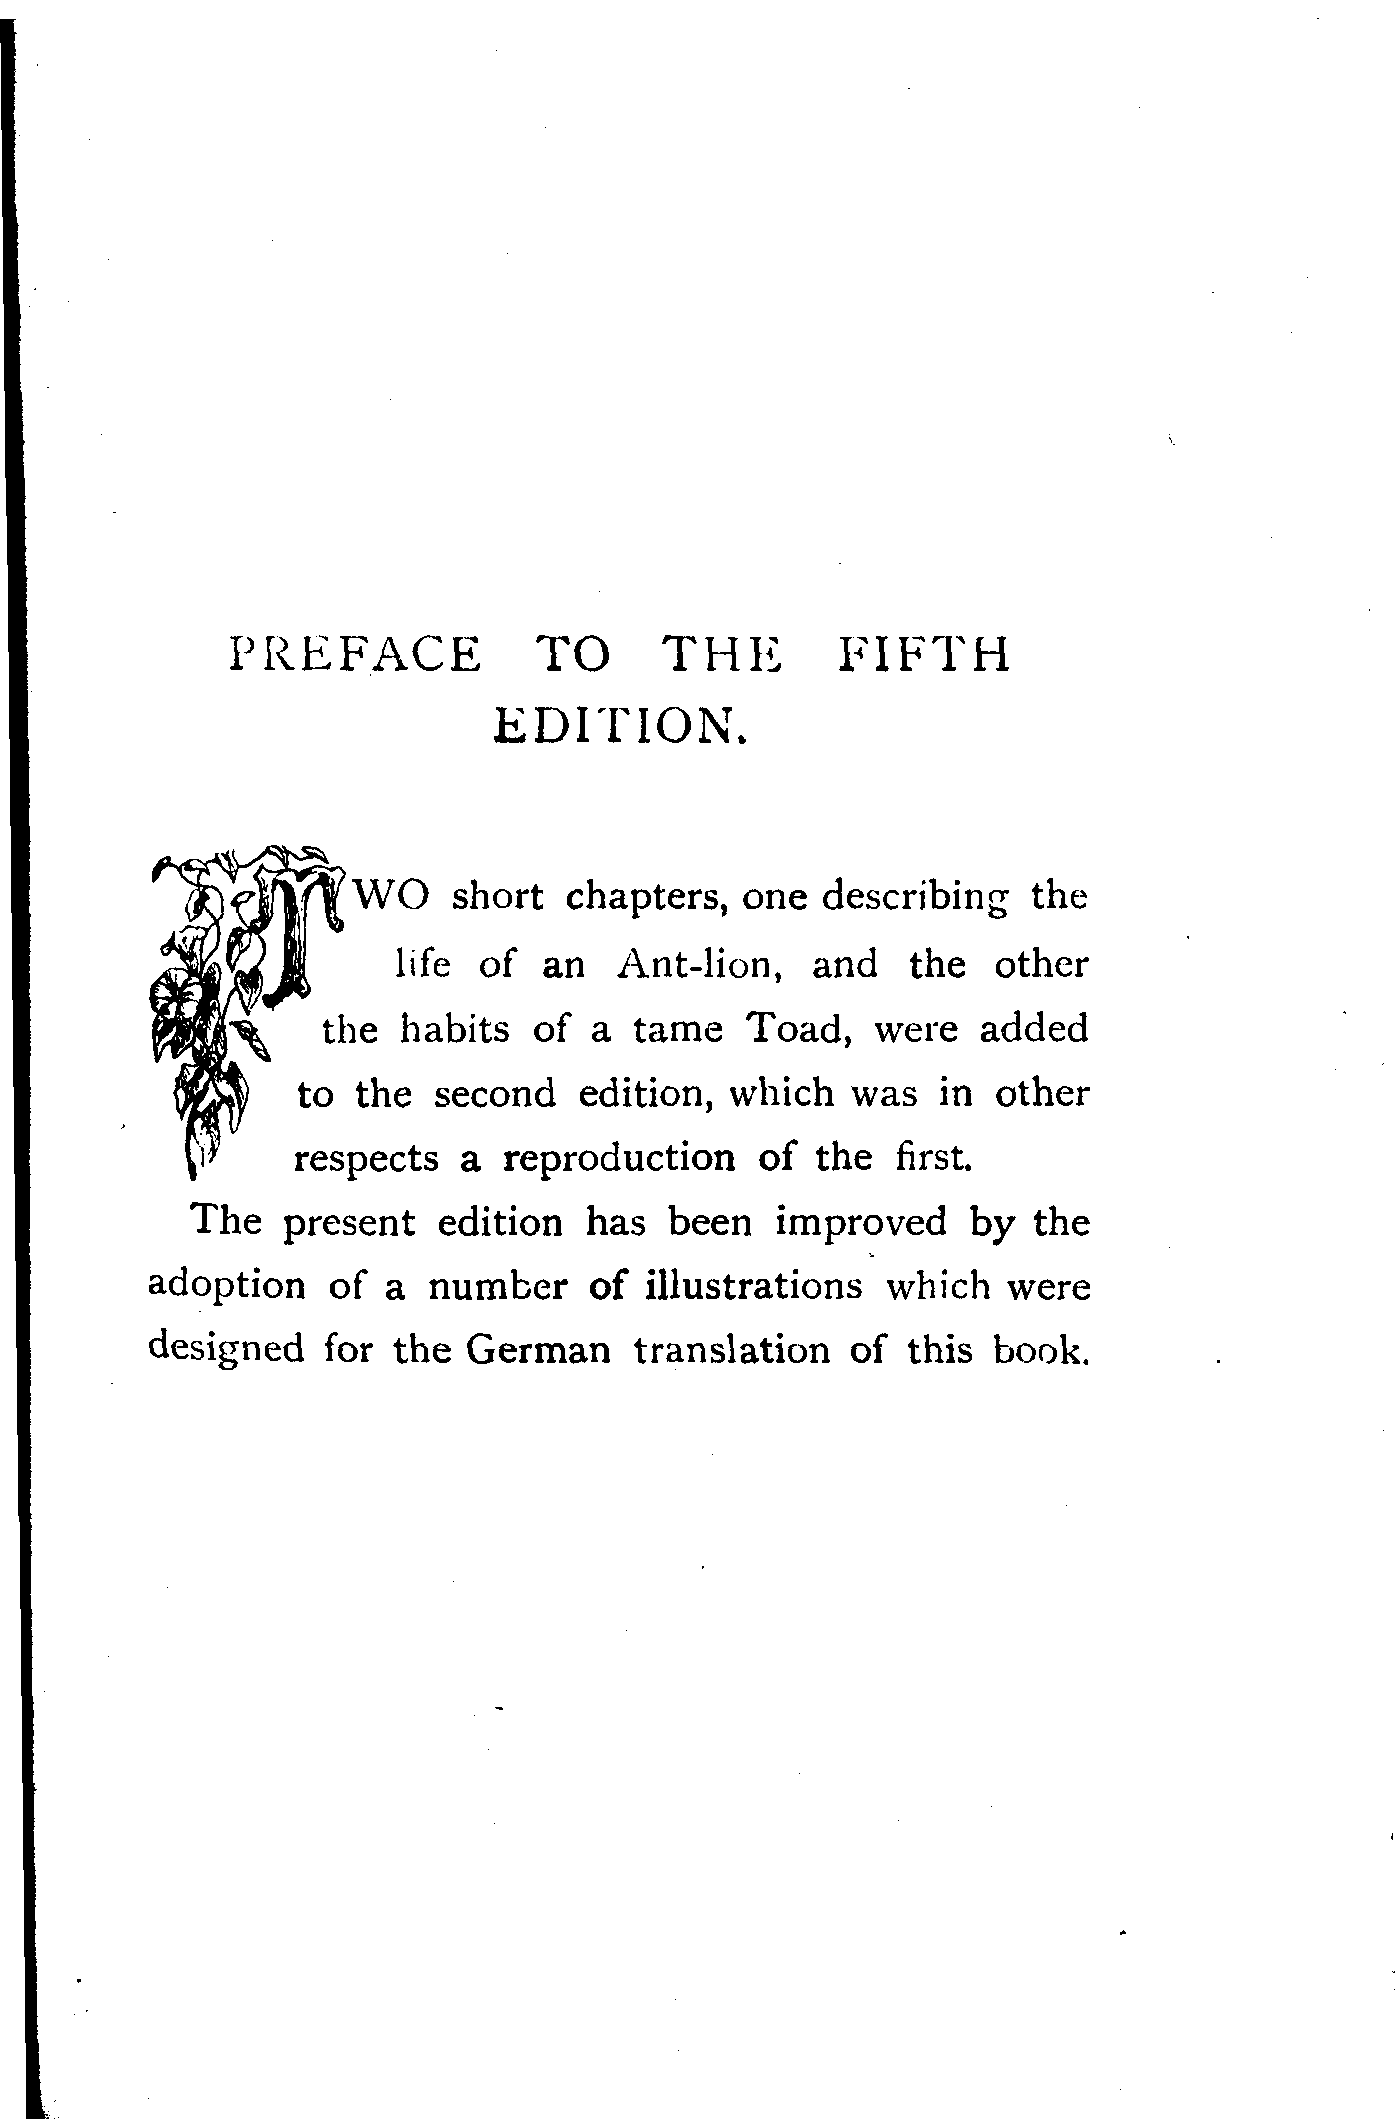 PREFACE TO THE FIFTH
EDITION.
TWO short chapters, one describing the
life of an Ant-lion, and the other
the habits of a tame Toad, were added
to the second edition, which was in other
respects a reproduction of the first.
The present edition has been improved by the
adoption of a number of illustrations which were
designed for the German translation of this book.